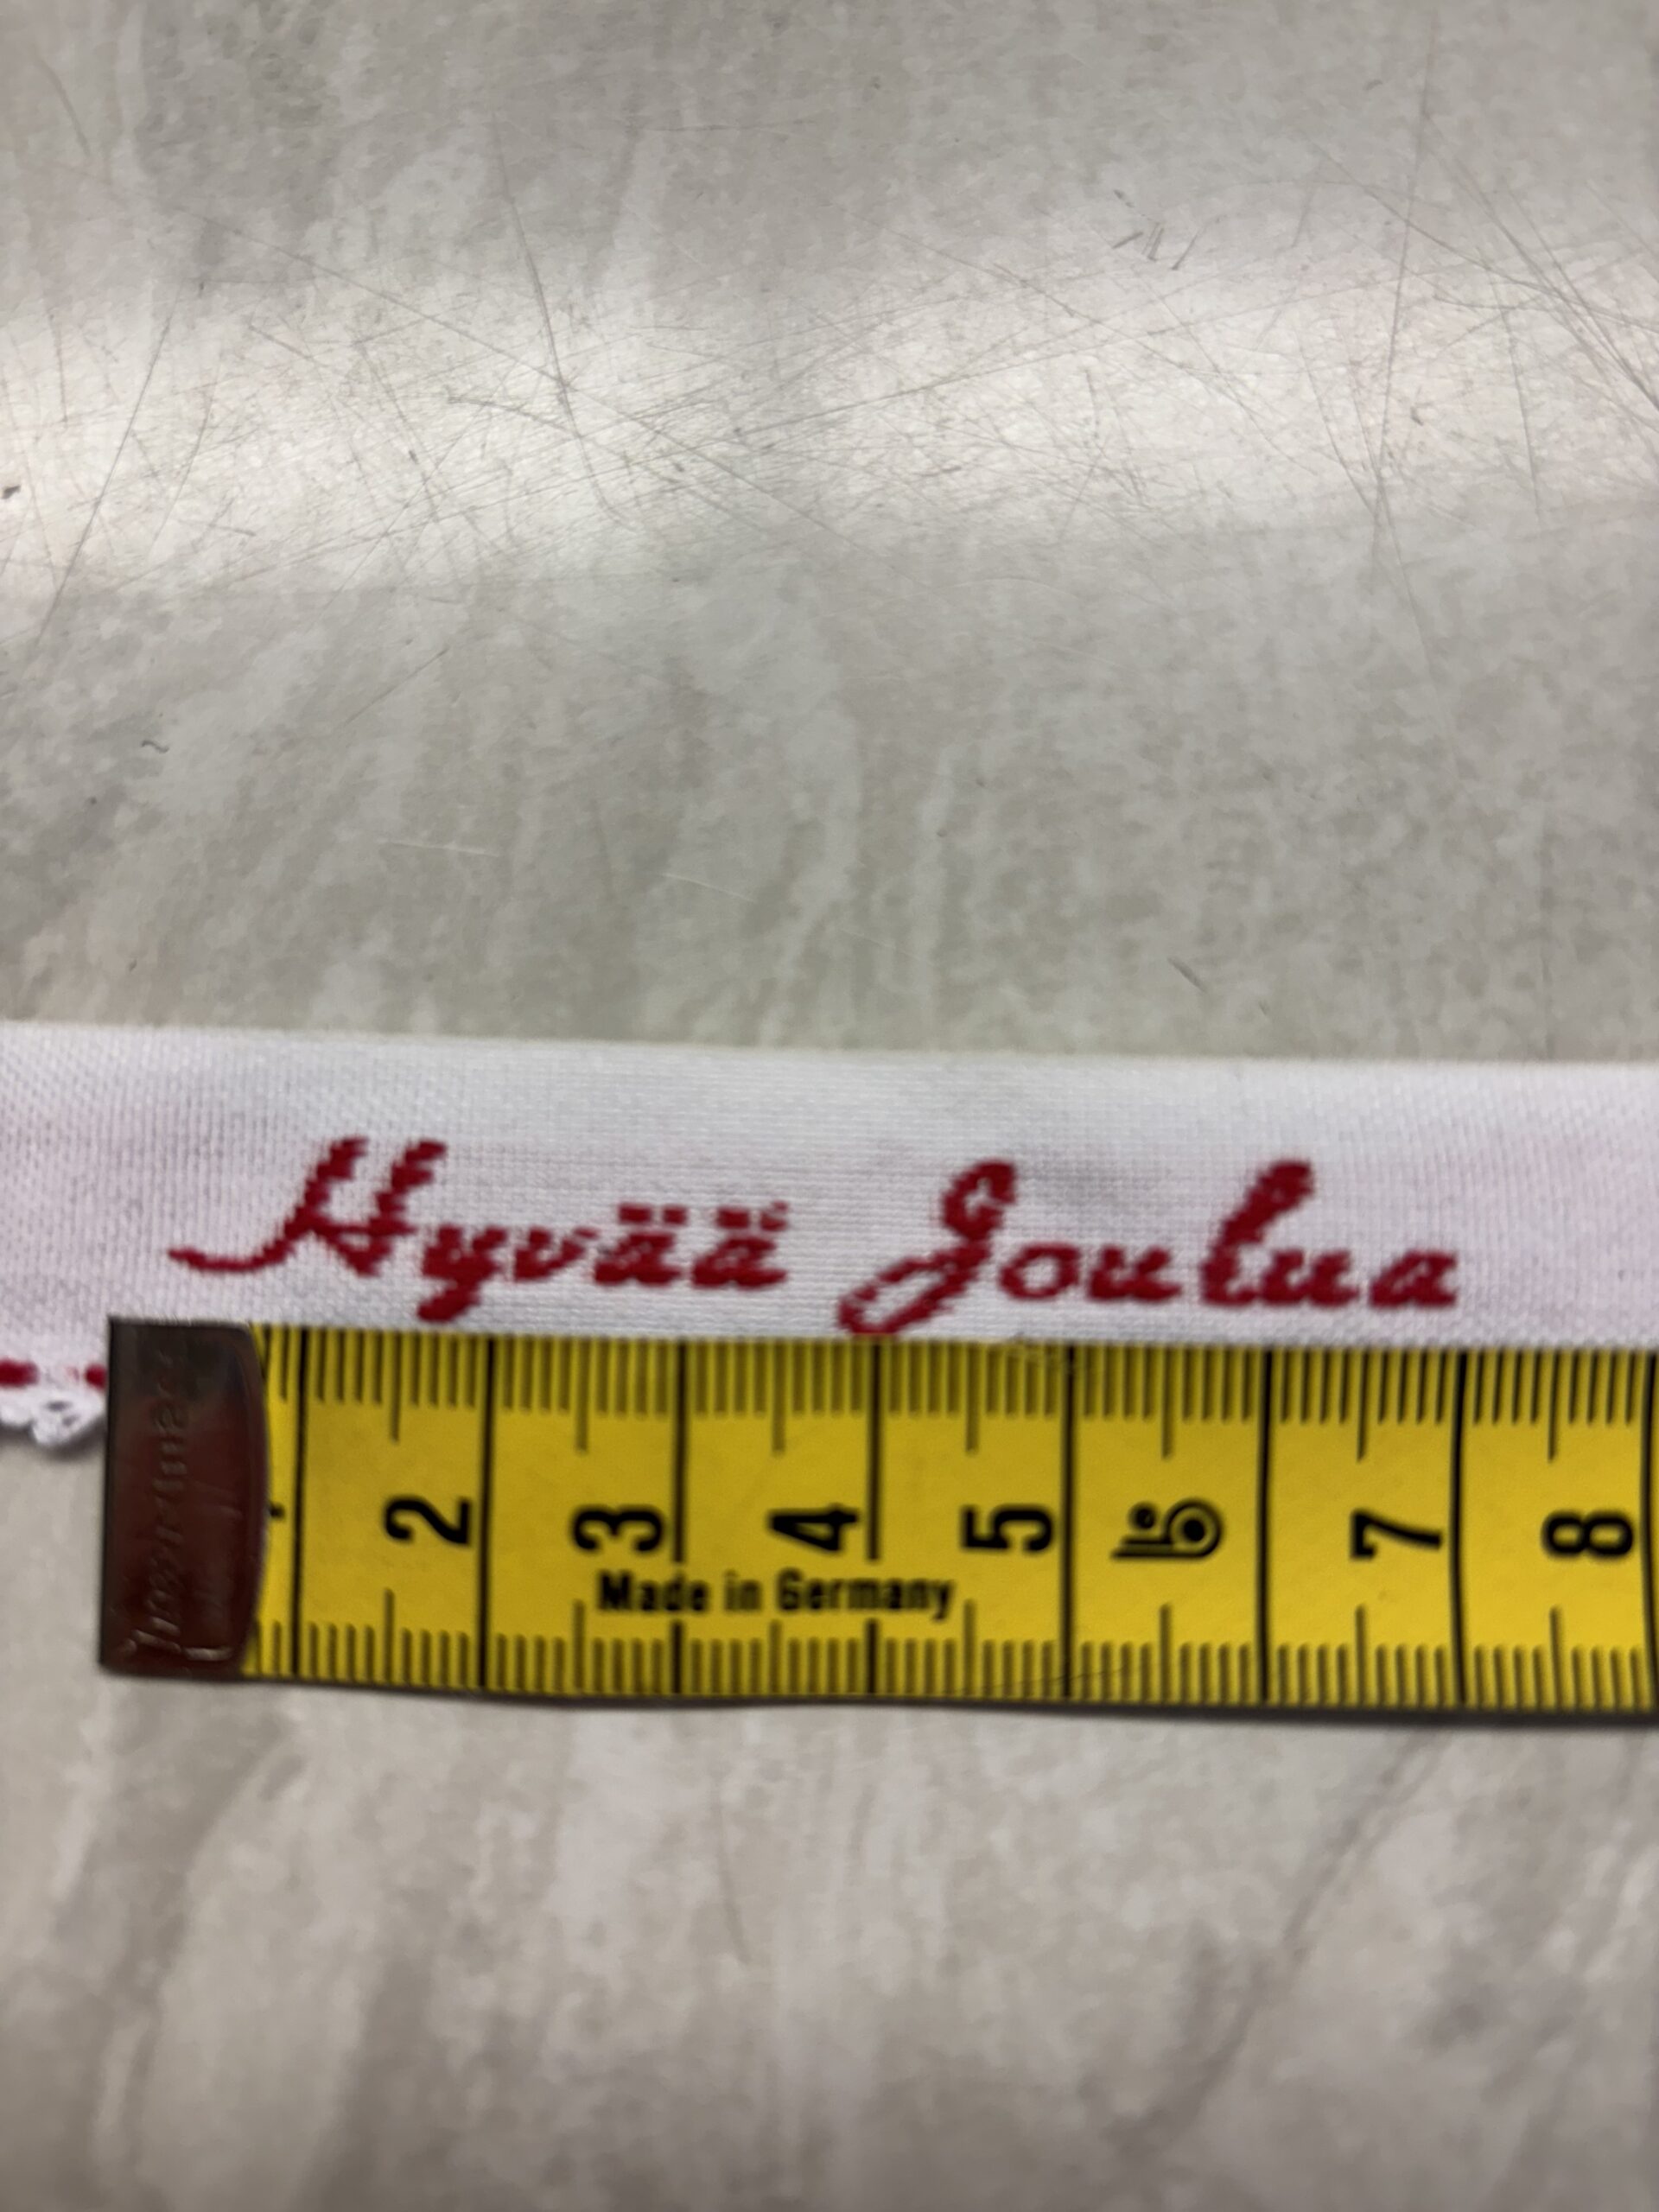 Hyvää Joulua
2 3 4 5 6 7 8
Made in Germany